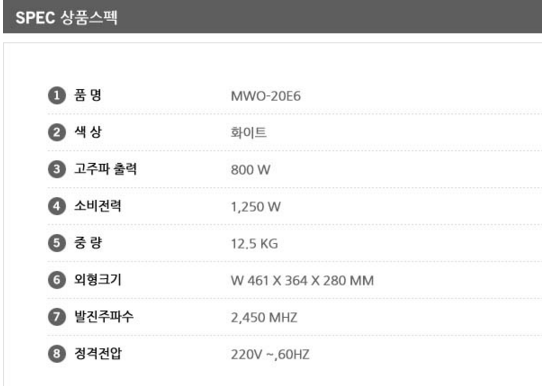 SPEC 상품스펙
1 품 명 MWO-20E6
2 색 상 화이트
3 고주파 출력 800 W
4 소비전력 1,250 W
5 중 량 12.5 KG
6 외형크기 W 461 X 364 X 280 MM
7 발진주파수 2,450 MHZ
8 정격전압 220V ~,60HZ